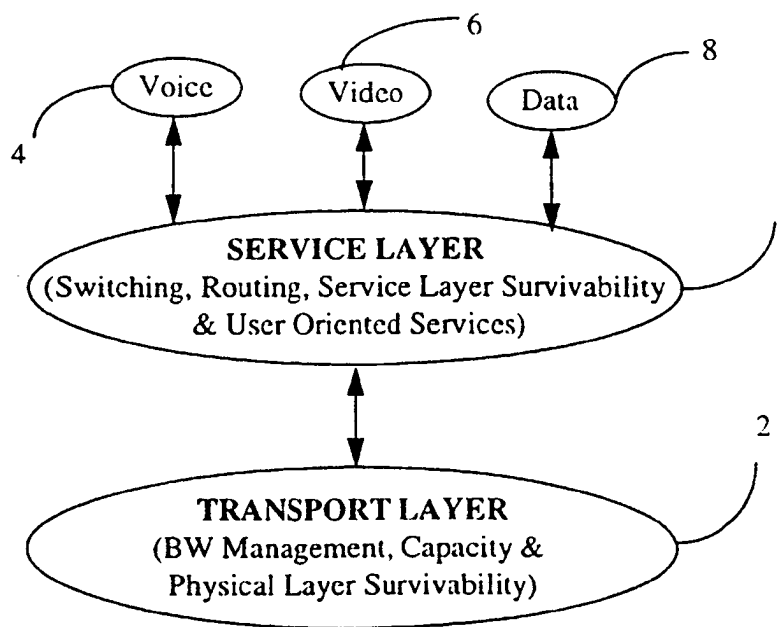 6
8
Voice
Video
Data
4
SERVICE LAYER
(Switching, Routing, Service Layer Survivability
& User Oriented Services)
2
TRANSPORT LAYER
(BW Management, Capacity &
Physical Layer Survivability)